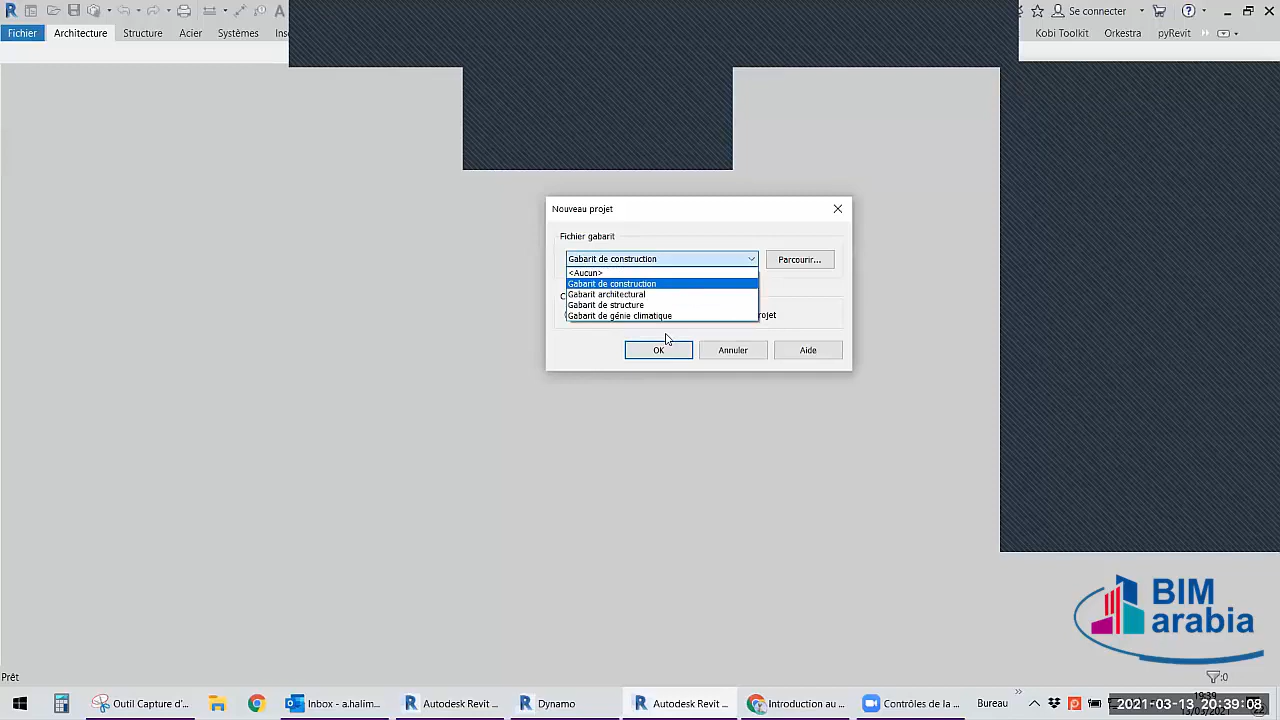 Se connecter
Fichier Architecture Structure Acier Systèmes Kobi Toolkit Orkestra pyRevit
Nouveau projet
Fichier gabarit
Gabarit de construction
Parcourir...
<Aucun>
Gabarit de construction
Gabarit architectural
Gabarit de structure
Gabarit de génie climatique
OK Annuler Aide
BIM
arabia
Prêt
:0
Outil Capture d'... Inbox - a.halim... Autodesk Revit ... Dynamo Autodesk Revit ... Introduction au ... Contrôles de la ... Bureau
19:39
2021-03-13 20:39:08